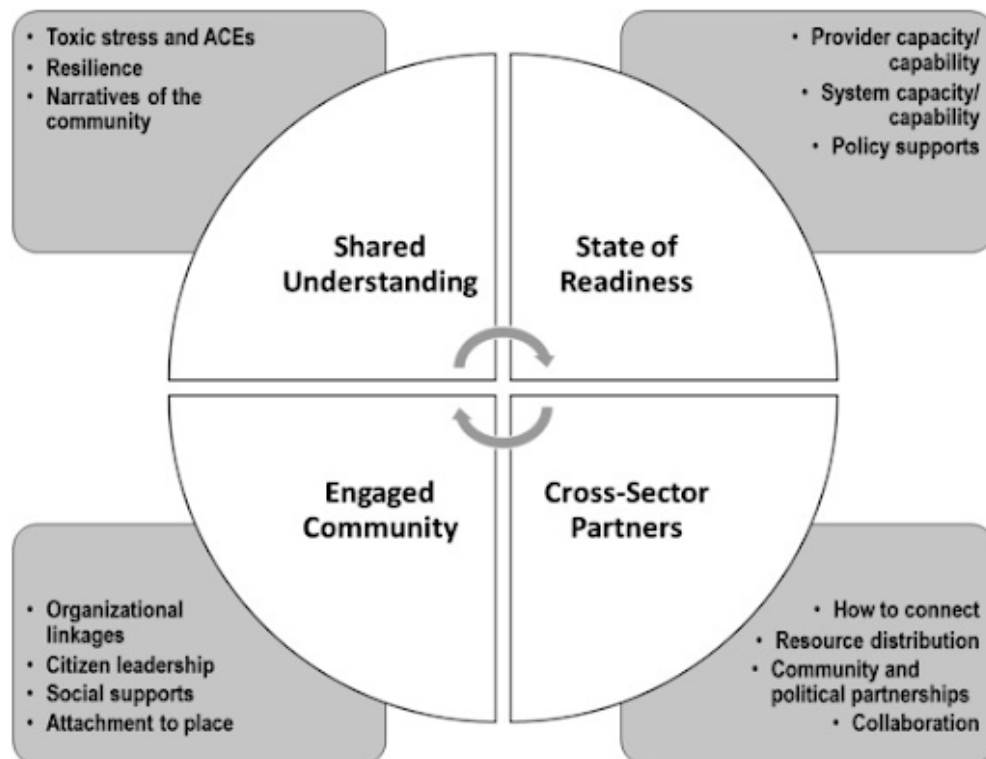 • Toxic stress and ACEs
• Resilience
• Narratives of the
community
• Provider capacity/
capability
• System capacity/
capability
• Policy supports
Shared
Understanding
State of
Readiness
Engaged
Community
Cross-Sector
Partners
• Organizational
linkages
• Citizen leadership
• Social supports
• Attachment to place
• How to connect
• Resource distribution
• Community and
political partnerships
• Collaboration